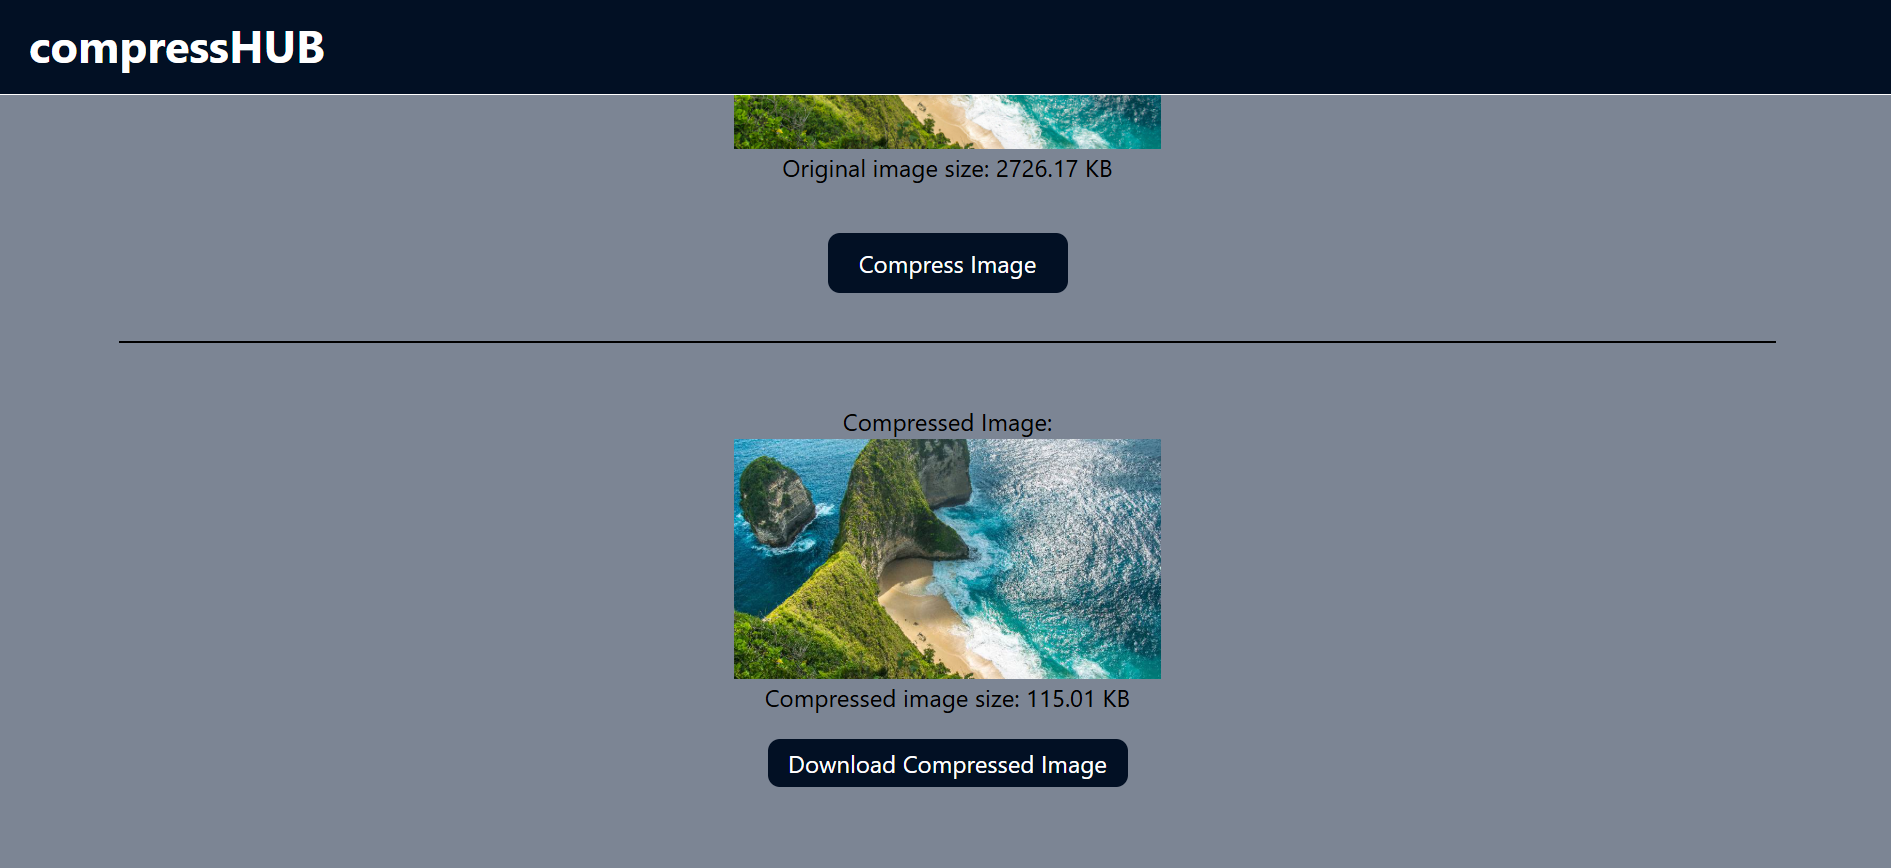 compressHUB
Original image size: 2726.17 KB
Compress Image
Compressed Image:
Compressed image size: 115.01 KB
Download Compressed Image